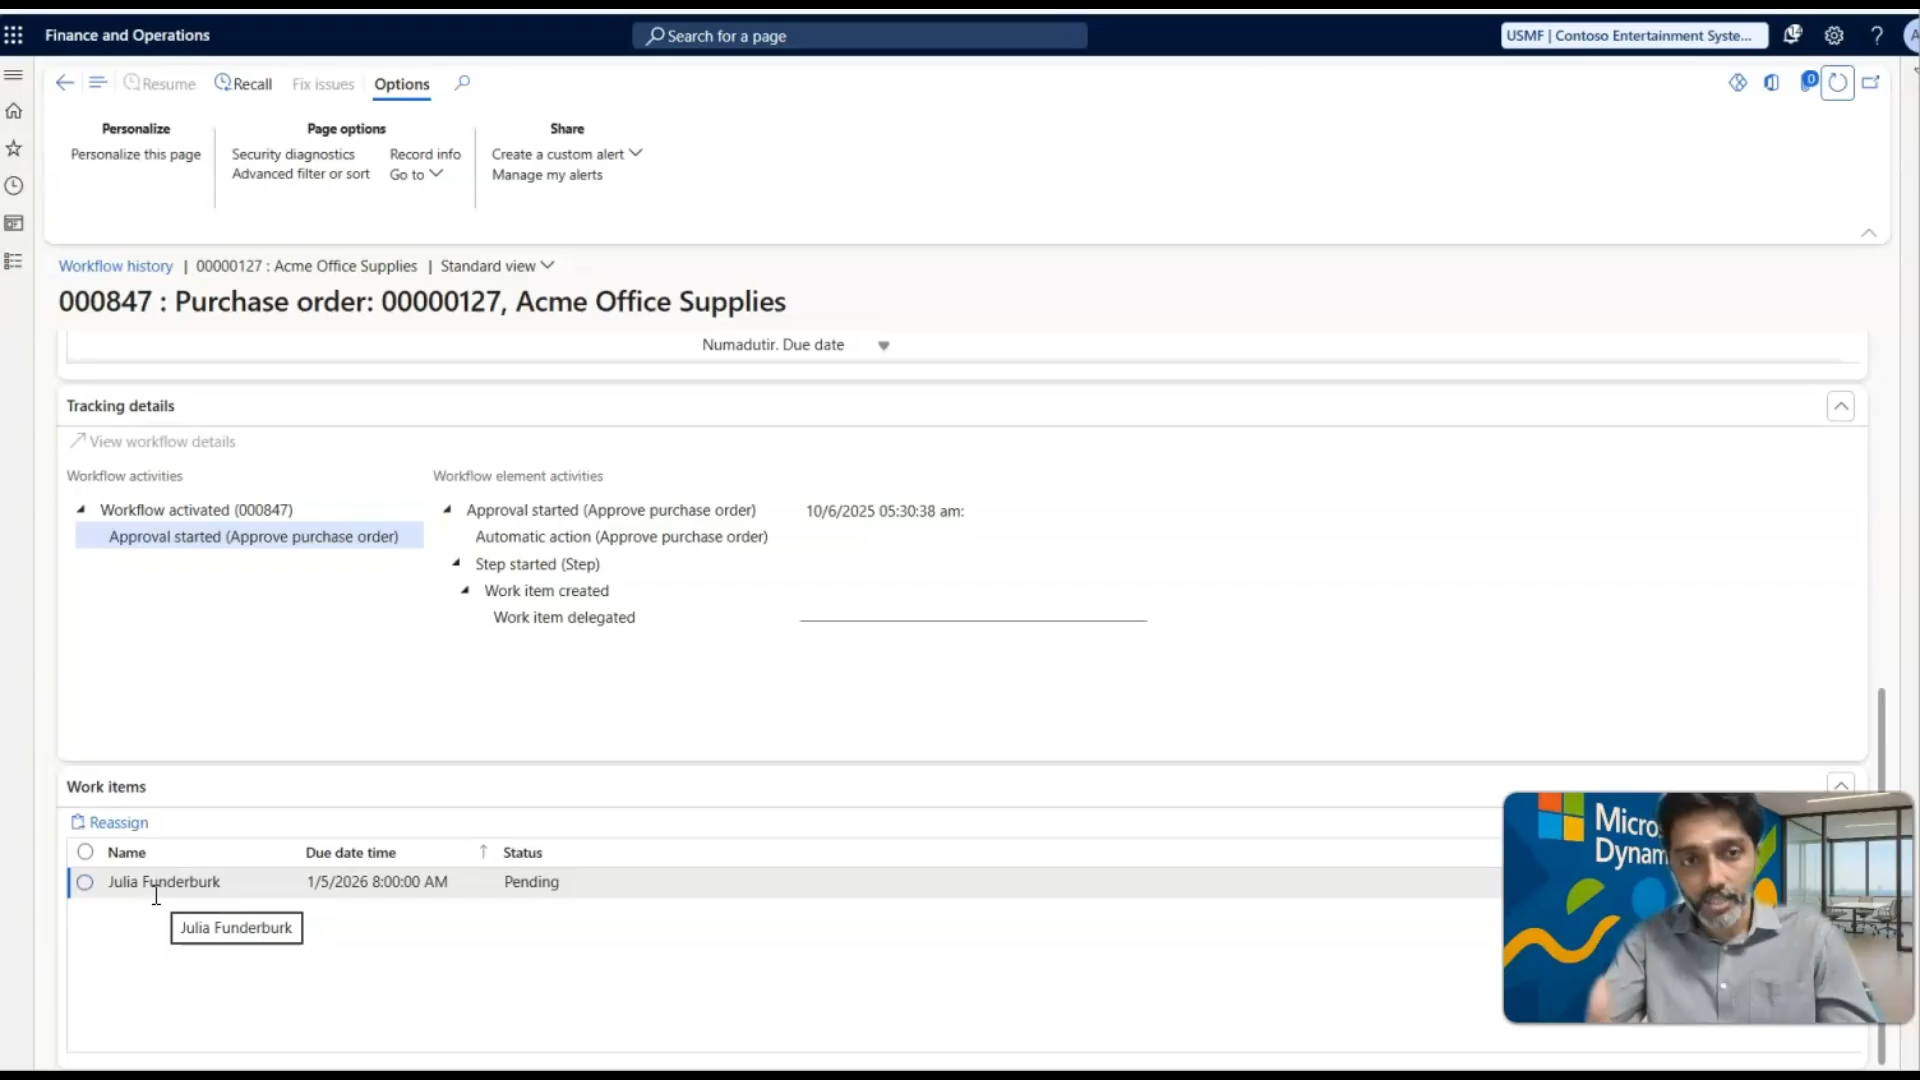 Finance and Operations
Search for a page
USMF | Contoso Entertainment Syste...
?
Resume
Recall
Fix issues
Options
0
Personalize
Personalize this page
Page options
Security diagnostics
Record info
Advanced filter or sort
Go to
Share
Create a custom alert
Manage my alerts
Workflow history | 00000127 : Acme Office Supplies | Standard view
000847 : Purchase order: 00000127, Acme Office Supplies
Numadutir. Due date
Tracking details
View workflow details
Workflow activities
Workflow element activities
Workflow activated (000847)
Approval started (Approve purchase order)
Approval started (Approve purchase order)
10/6/2025 05:30:38 am:
Automatic action (Approve purchase order)
Step started (Step)
Work item created
Work item delegated
Work items
Reassign
Name
Due date time
Status
Julia Funderburk
1/5/2026 8:00:00 AM
Pending
Julia Funderburk
Micro
Dynam